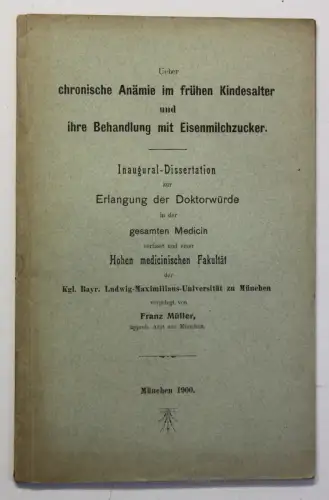 Ueber
chronische Anämie im frühen Kindesalter
und
ihre Behandlung mit Eisenmilchzucker.
Inaugural-Dissertation
zur
Erlangung der Doktorwürde
in der
gesamten Medicin
verfasst und einer
Hohen medicinischen Fakultät
der
Kgl. Bayr. Ludwig-Maximilians-Universität zu München
vorgelegt von
Franz Müller,
approb. Arzt aus München.
München 1900.